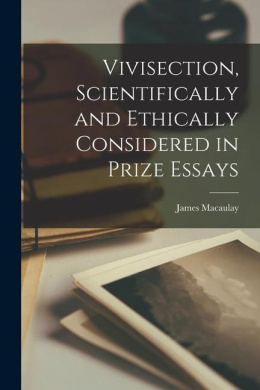 Vivisection,
Scientifically
and Ethically
Considered in
Prize Essays
James Macaulay